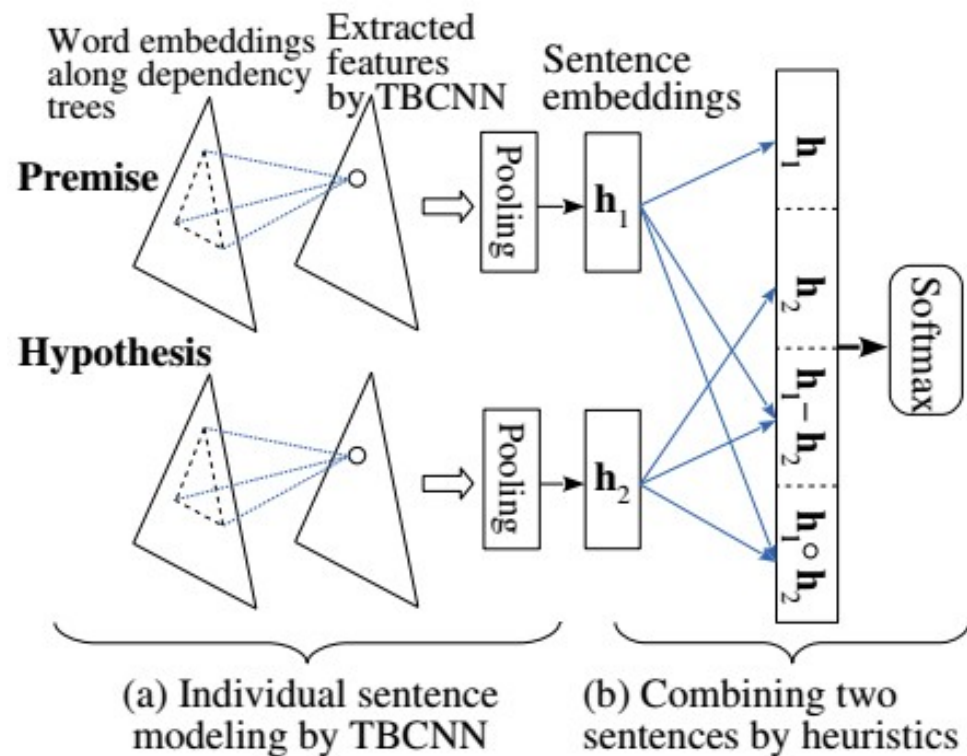 Word embeddings
along dependency
trees
Extracted
features
by TBCNN
Sentence
embeddings
Premise
Pooling
h₁
Hypothesis
Pooling
h₂
h₁
h₂
h₁ − h₂
h₁ ∘ h₂
Softmax
(a) Individual sentence
modeling by TBCNN
(b) Combining two
sentences by heuristics